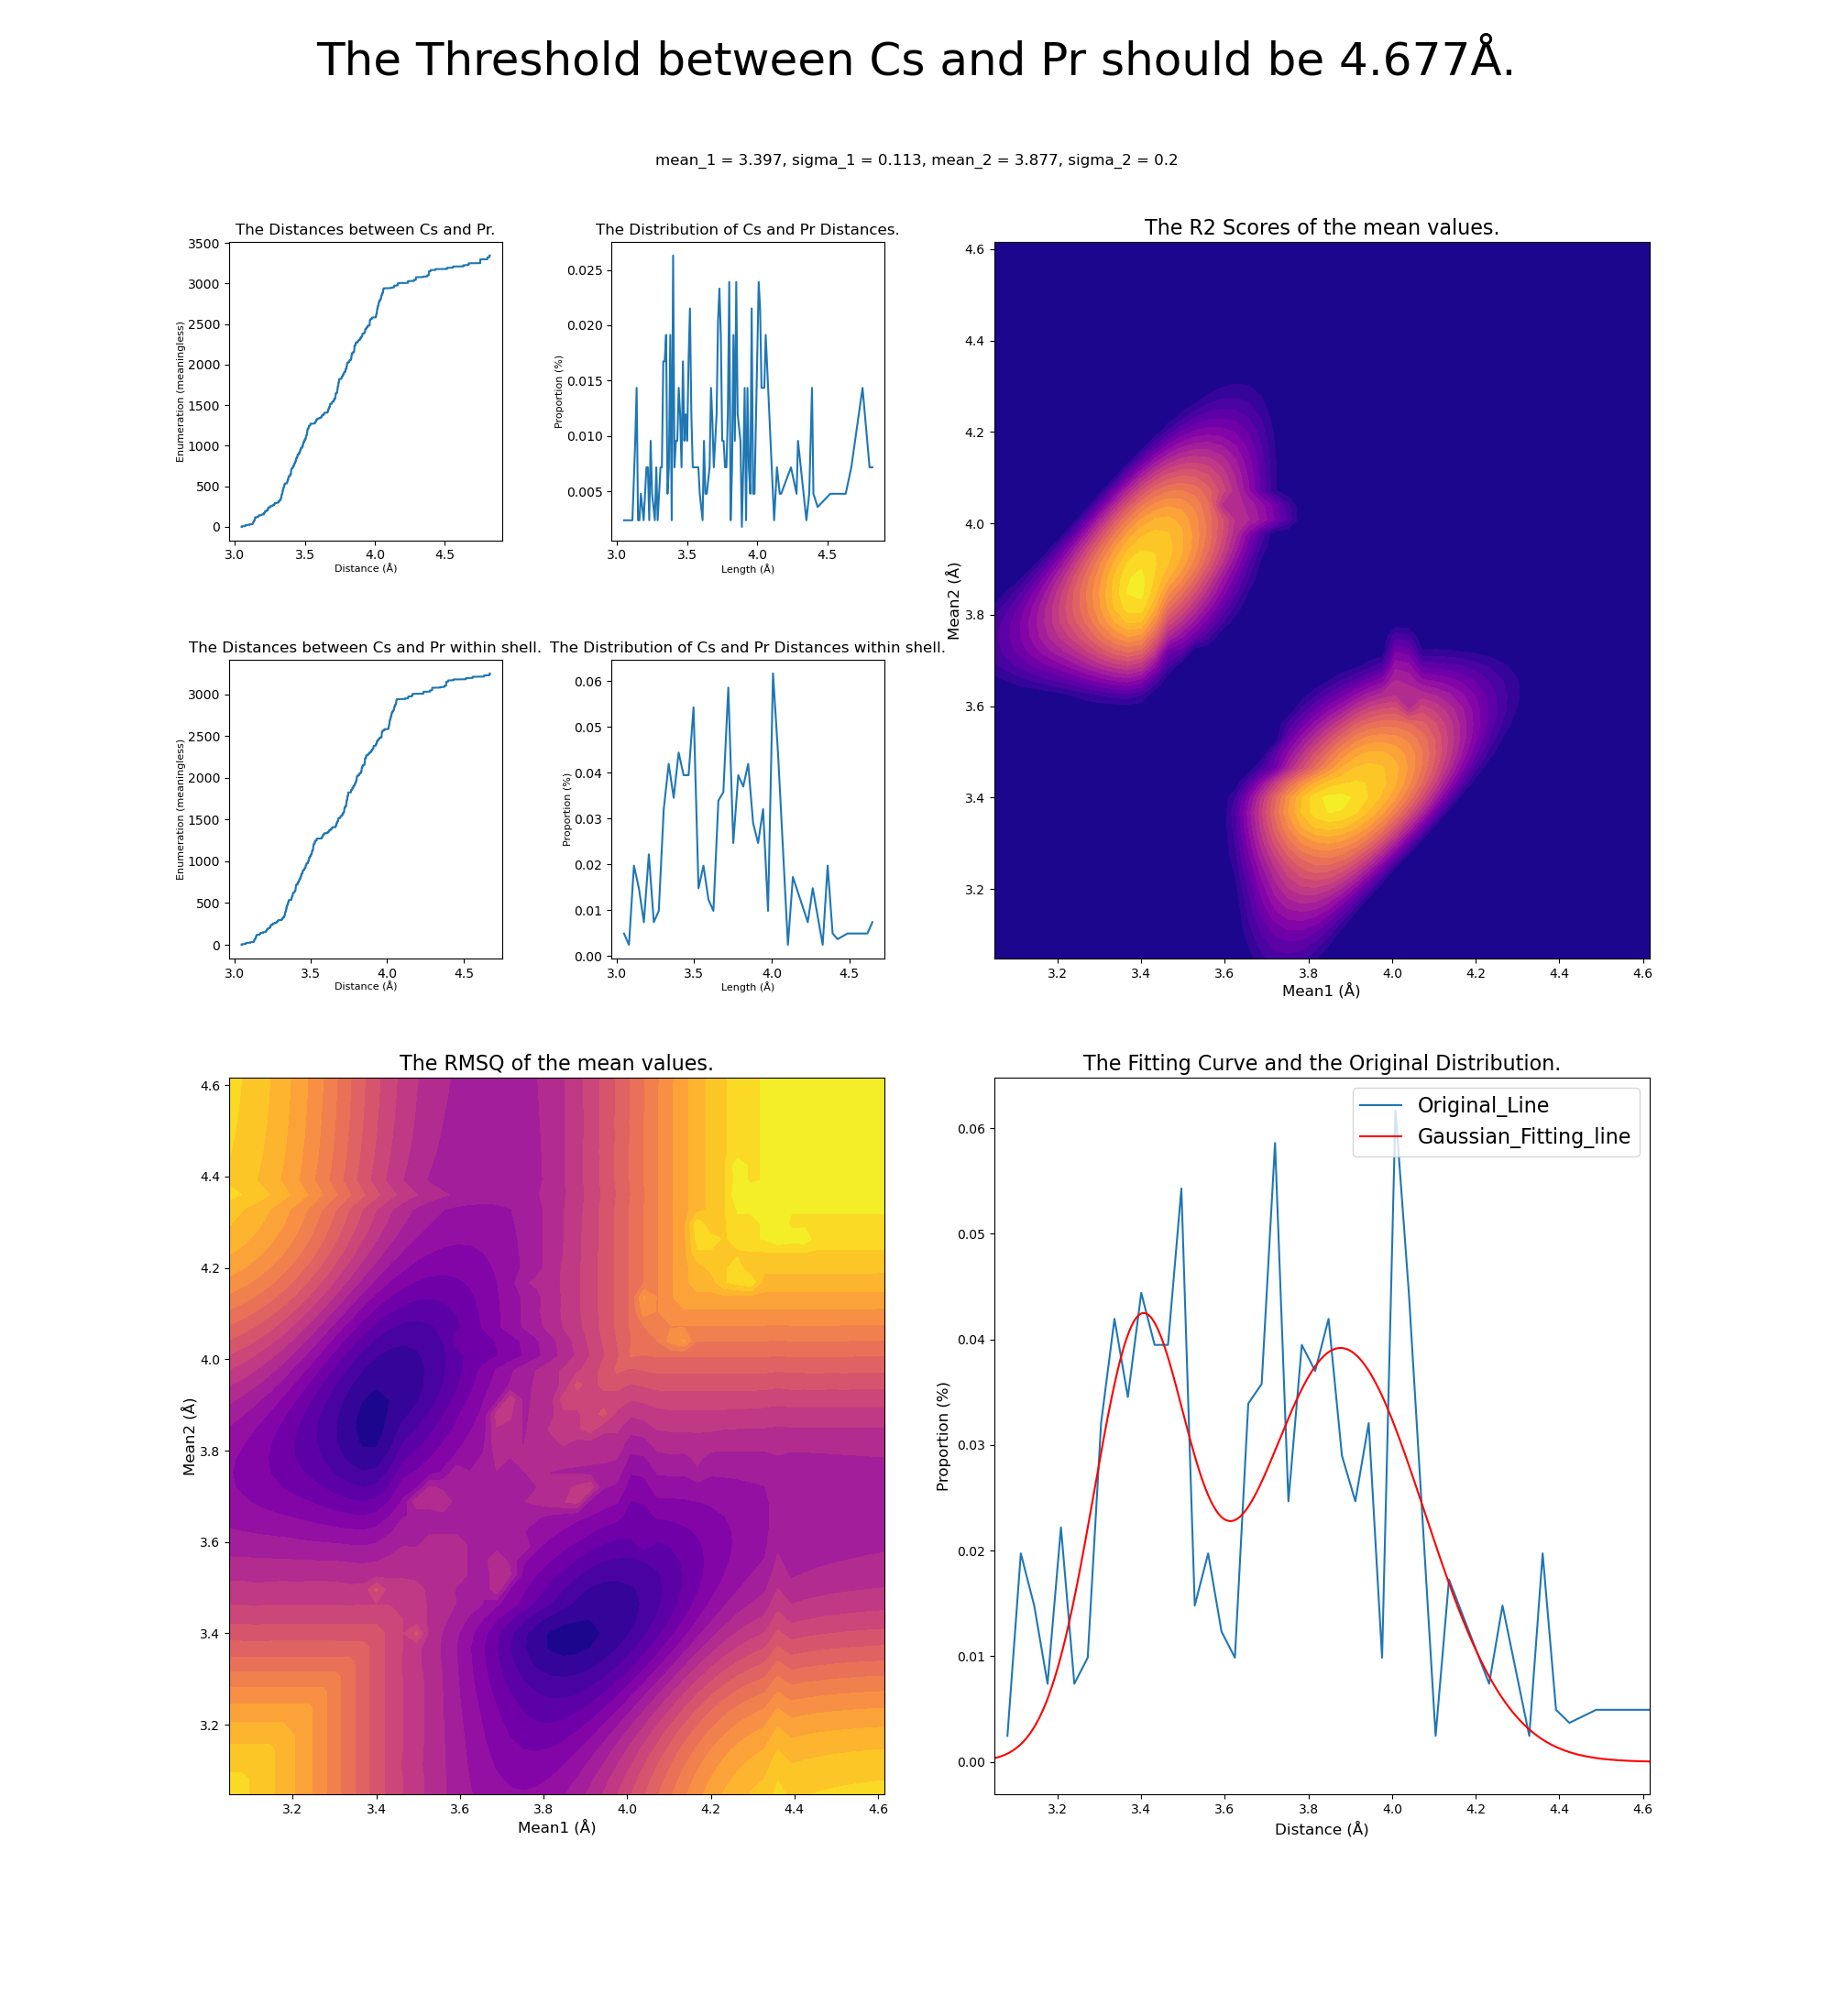 The Threshold between Cs and Pr should be 4.677Å.
mean_1 = 3.397, sigma_1 = 0.113, mean_2 = 3.877, sigma_2 = 0.2
The Distances between Cs and Pr.
3500
3000
2500
2000
1500
1000
500
0
Enumeration (meaningless)
3.0 3.5 4.0 4.5
Distance (Å)
The Distribution of Cs and Pr Distances.
0.025
0.020
0.015
0.010
0.005
Proportion (%)
3.0 3.5 4.0 4.5
Length (Å)
The R2 Scores of the mean values.
4.6
4.4
4.2
4.0
3.8
3.6
3.4
3.2
Mean2 (Å)
3.2 3.4 3.6 3.8 4.0 4.2 4.4 4.6
Mean1 (Å)
The Distances between Cs and Pr within shell.
3000
2500
2000
1500
1000
500
0
Enumeration (meaningless)
3.0 3.5 4.0 4.5
Distance (Å)
The Distribution of Cs and Pr Distances within shell.
0.06
0.05
0.04
0.03
0.02
0.01
0.00
Proportion (%)
3.0 3.5 4.0 4.5
Length (Å)
The RMSQ of the mean values.
4.6
4.4
4.2
4.0
3.8
3.6
3.4
3.2
Mean2 (Å)
3.2 3.4 3.6 3.8 4.0 4.2 4.4 4.6
Mean1 (Å)
The Fitting Curve and the Original Distribution.
Original_Line
Gaussian_Fitting_line
0.06
0.05
0.04
0.03
0.02
0.01
0.00
Proportion (%)
3.2 3.4 3.6 3.8 4.0 4.2 4.4 4.6
Distance (Å)